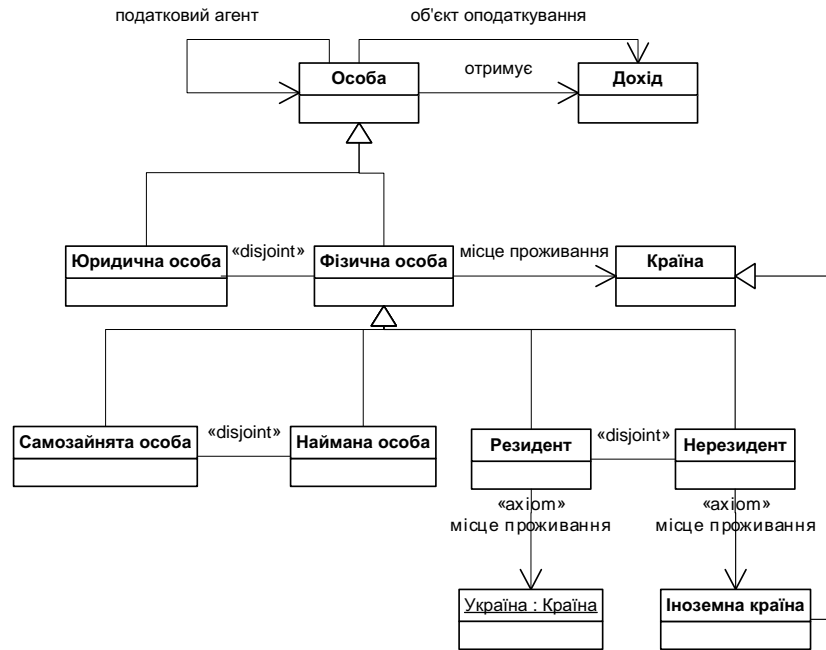 податковий агент
об'єкт оподаткування
Особа
отримує
Дохід
Юридична особа
«disjoint»
Фізична особа
місце проживання
Країна
Самозайнята особа
«disjoint»
Наймана особа
Резидент
«disjoint»
Нерезидент
«axiom»
місце проживання
«axiom»
місце проживання
Україна : Країна
Іноземна країна